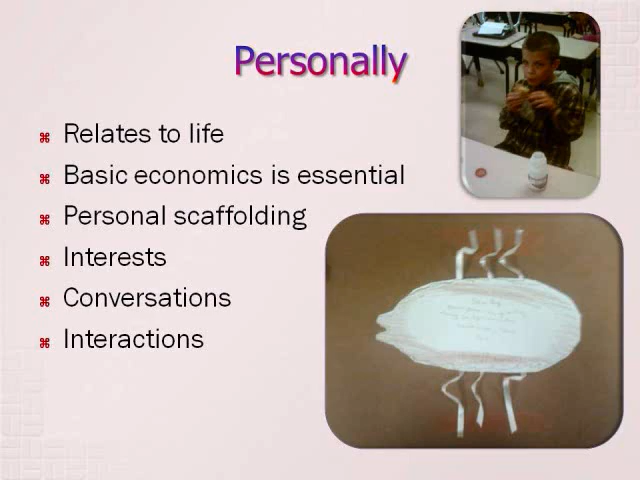 Personally
Relates to life
Basic economics is essential
Personal scaffolding
Interests
Conversations
Interactions